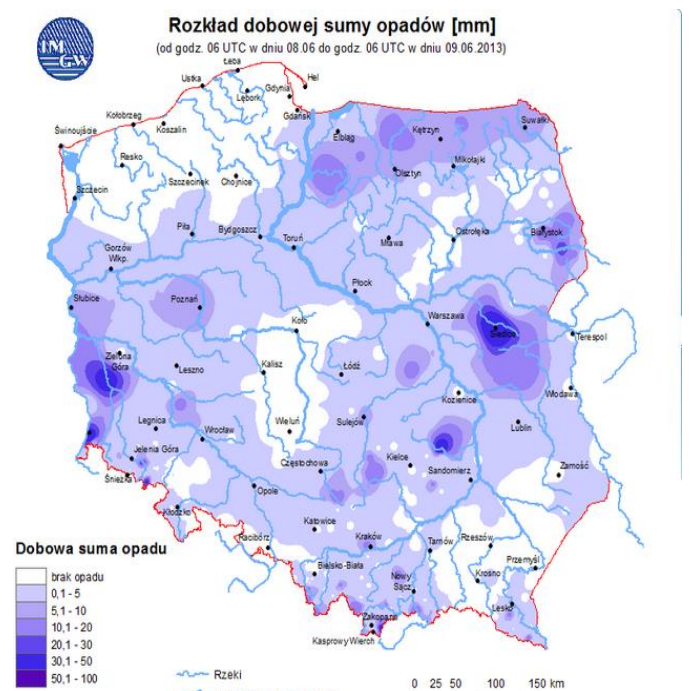 IM
GW
Rozkład dobowej sumy opadów [mm]
(od godz. 06 UTC w dniu 08.06 do godz. 06 UTC w dniu 09.06.2013)
Łeba
Hel
Ustka
Lębork
Gdynia
Gdańsk
Kołobrzeg
Koszalin
Świnoujście
Elbląg
Kętrzyn
Suwałki
Resko
Szczecinek
Chojnice
Olsztyn
Mikołajki
Szczecin
Piła
Bydgoszcz
Toruń
Mława
Ostrołęka
Białystok
Gorzów
Wlkp.
Płock
Słubice
Poznań
Koło
Warszawa
Siedlce
Terespol
Zielona
Góra
Leszno
Kalisz
Łódź
Kozienice
Włodawa
Legnica
Wrocław
Wieluń
Sulejów
Lublin
Jelenia Góra
Śnieżka
Częstochowa
Kielce
Sandomierz
Zamość
Kłodzko
Opole
Katowice
Racibórz
Kraków
Tarnów
Rzeszów
Przemyśl
Bielsko-Biała
Nowy
Sącz
Krosno
Lesko
Zakopane
Kasprowy Wierch
Dobowa suma opadu
brak opadu
0,1 - 5
5,1 - 10
10,1 - 20
20,1 - 30
30,1 - 50
50,1 - 100
Rzeki
0 25 50 100 150 km